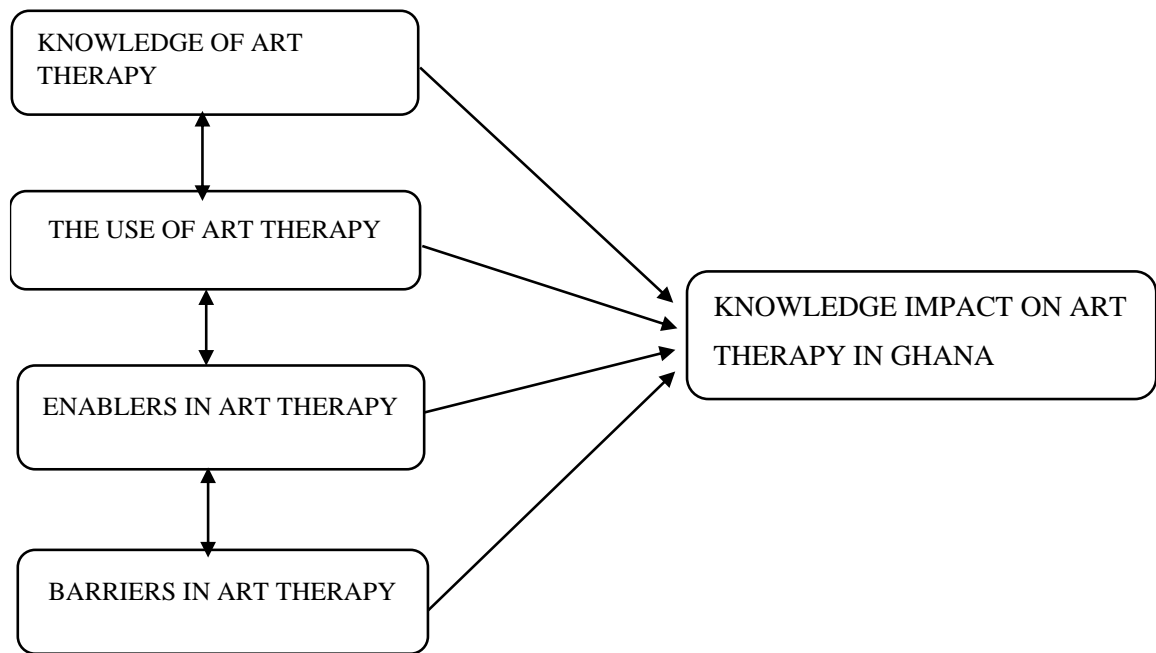 KNOWLEDGE OF ART
THERAPY
THE USE OF ART THERAPY
KNOWLEDGE IMPACT ON ART
THERAPY IN GHANA
ENABLERS IN ART THERAPY
BARRIERS IN ART THERAPY